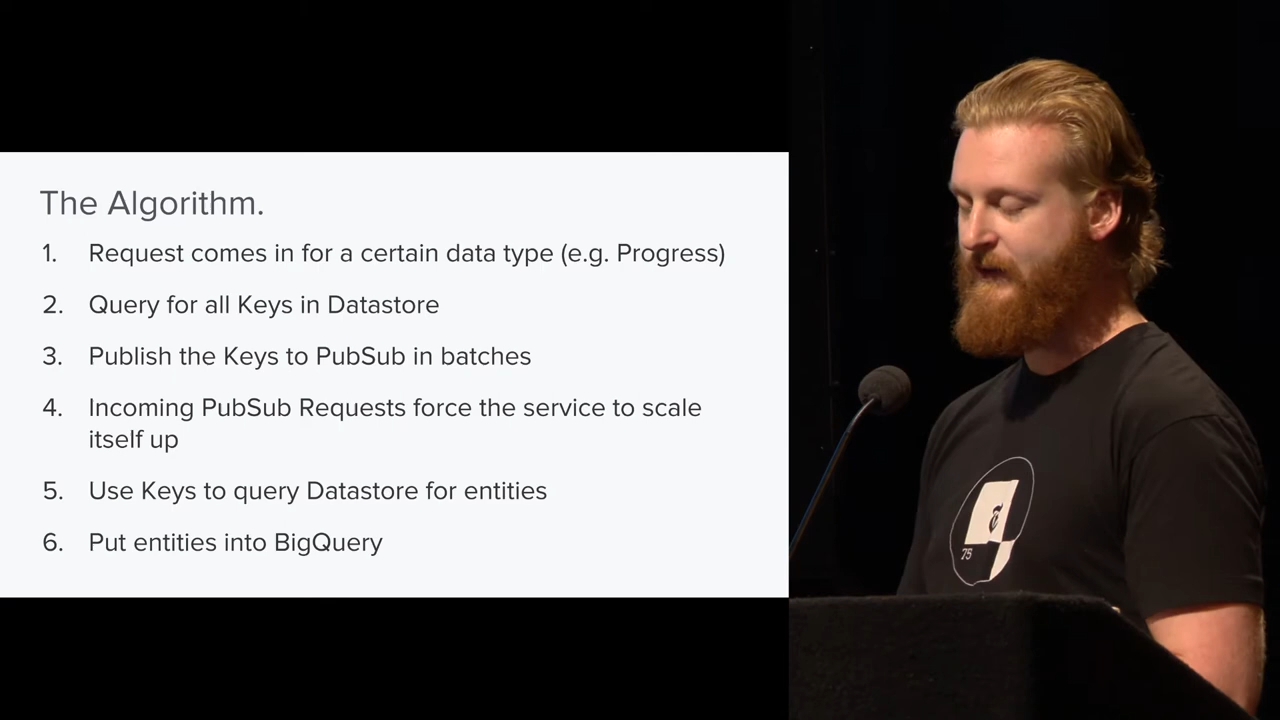 The Algorithm.
1. Request comes in for a certain data type (e.g. Progress)
2. Query for all Keys in Datastore
3. Publish the Keys to PubSub in batches
4. Incoming PubSub Requests force the service to scale
itself up
5. Use Keys to query Datastore for entities
6. Put entities into BigQuery
T
75